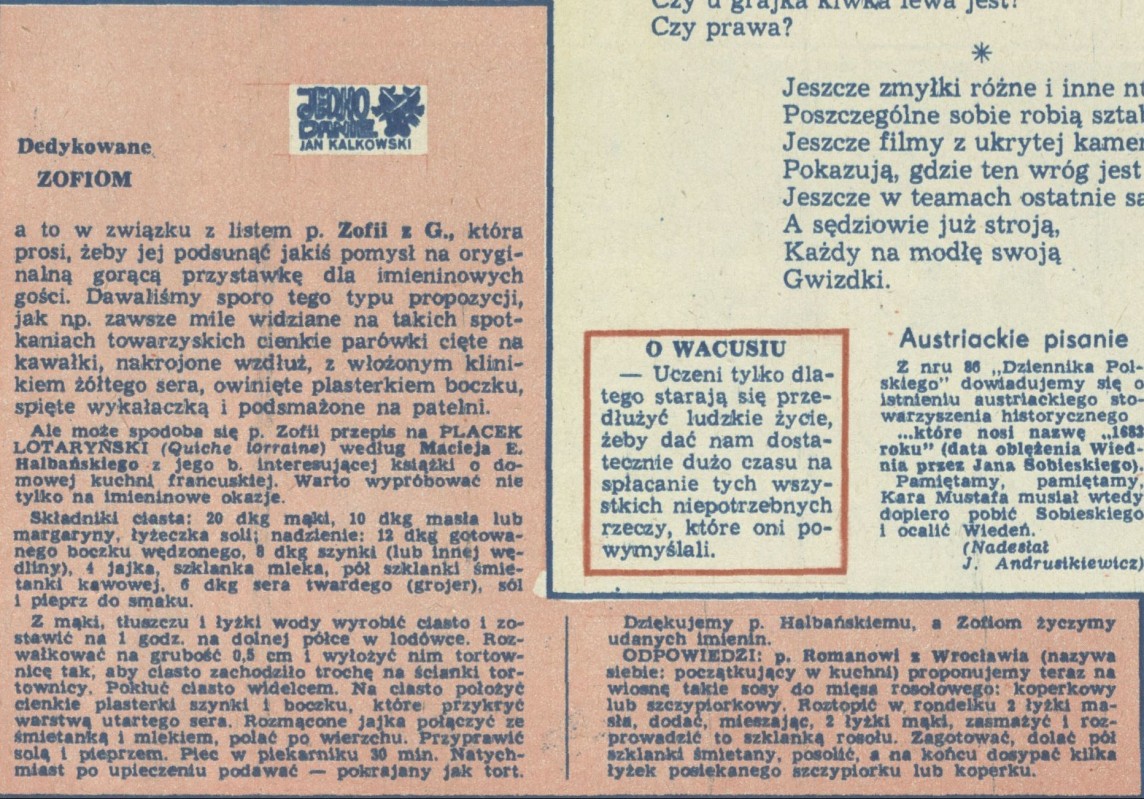 JEDNO
DANIE
JAN KALKOWSKI
Dedykowane
ZOFIOM
a to w związku z listem p. Zofii z G., która
prosi, żeby jej podsunąć jakiś pomysł na orygi-
nalną gorącą przystawkę dla imieninowych
gości. Dawaliśmy sporo tego typu propozycji,
jak np. zawsze mile widziane na takich spot-
kaniach towarzyskich cienkie parówki cięte na
kawałki, nakrojone wzdłuż, z włożonym klini-
kiem żółtego sera, owinięte plasterkiem boczku,
spięte wykałaczką i podsmażone na patelni.
Ale może spodoba się p. Zofii przepis na PLACEK
LOTARYŃSKI (Quiche lorraine) według Macieja E.
Halbańskiego z jego b. interesującej książki o do-
mowej kuchni francuskiej. Warto wypróbować nie
tylko na imieninowe okazje.
Składniki ciasta: 20 dkg mąki, 10 dkg masła lub
margaryny, łyżeczka soli; nadzienie: 12 dkg gotowa-
nego boczku wędzonego, 8 dkg szynki (lub innej wę-
dliny), 4 jajka, szklanka mleka, pół szklanki śmie-
tanki kawowej, 6 dkg sera twardego (grojer), sól
i pieprz do smaku.
Z mąki, tłuszczu i łyżki wody wyrobić ciasto i zo-
stawić na 1 godz. na dolnej półce w lodówce. Roz-
wałkować na grubość 0,5 cm i wyłożyć nim tortow-
nicę tak, aby ciasto zachodziło trochę na ścianki tor-
townicy. Pokłuć ciasto widelcem. Na ciasto położyć
cienkie plasterki szynki i boczku, które przykryć
warstwą utartego sera. Rozmącone jajka połączyć ze
śmietanką i mlekiem, polać po wierzchu. Przyprawić
solą i pieprzem. Piec w piekarniku 30 min. Natych-
miast po upieczeniu podawać — pokrajany jak tort.
Czy u grajka kiwka lewa jest?
Czy prawa?
*
Jeszcze zmyłki różne i inne
Poszczególne sobie robią
Jeszcze filmy z ukrytej
Pokazują, gdzie ten wróg jest
Jeszcze w teamach ostatnie
A sędziowie już stroją,
Każdy na modłę swoją
Gwizdki.
O WACUSIU
— Uczeni tylko dla-
tego starają się prze-
dłużyć ludzkie życie,
żeby dać nam dosta-
tecznie dużo czasu na
spłacanie tych wszy-
stkich niepotrzebnych
rzeczy, które oni po-
wymyślali.
Austriackie pisanie
Z nru 86 „Dziennika Pol-
skiego" dowiadujemy się o
istnieniu austriackiego sto-
warzyszenia historycznego
...które nosi nazwę „1683
roku" (data oblężenia Wied-
nia przez Jana Sobieskiego).
Pamiętamy, pamiętamy,
Kara Mustafa musiał wtedy
dopiero pobić Sobieskiego
i ocalić Wiedeń.
(Nadesłał
J. Andrusikiewicz)
Dziękujemy p. Halbańskiemu, a Zofiom życzymy
udanych imienin.
ODPOWIEDZI: p. Romanowi z Wrocławia (nazywa
siebie: początkujący w kuchni) proponujemy teraz na
wiosnę takie sosy do mięsa rosołowego: koperkowy
lub szczypiorkowy. Roztopić w rondelku 2 łyżki ma-
sła, dodać, mieszając, 2 łyżki mąki, zasmażyć i roz-
prowadzić to szklanką rosołu. Zagotować, dolać pół
szklanki śmietany, posolić, a na końcu dosypać kilka
łyżek posiekanego szczypiorku lub koperku.